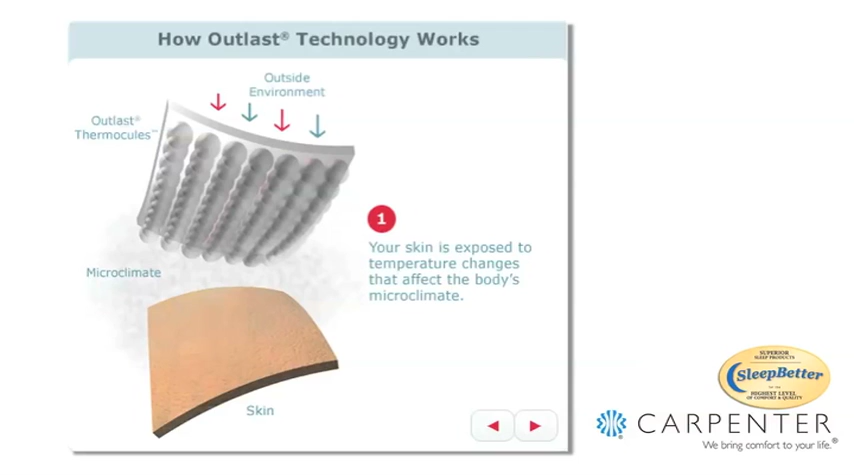 How Outlast® Technology Works
Outside
Environment
Outlast®
Thermocules™
1
Your skin is exposed to
temperature changes
that affect the body's
microclimate.
Microclimate
Skin
SUPERIOR
SLEEP PRODUCTS
SleepBetter
HIGHEST LEVEL
OF COMFORT & QUALITY
CARPENTER
We bring comfort to your life.®